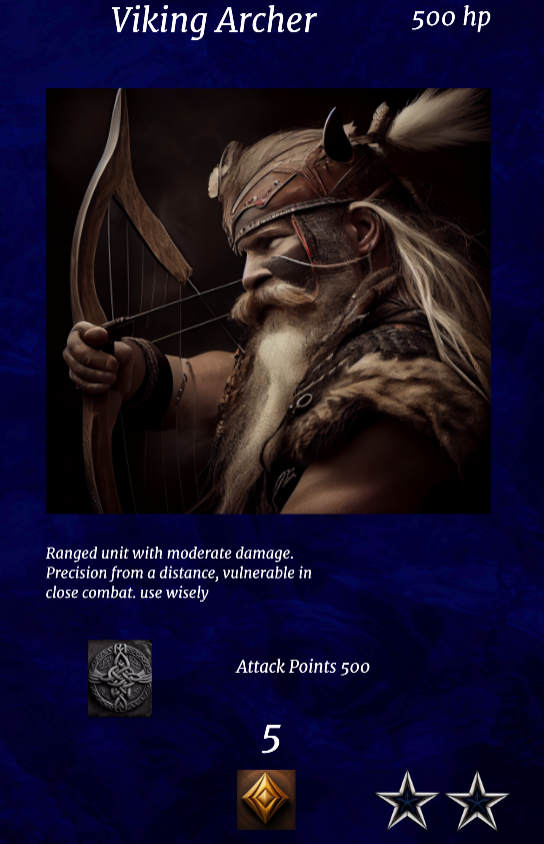 Viking Archer
500 hp
Ranged unit with moderate damage.
Precision from a distance, vulnerable in
close combat. use wisely
Attack Points 500
5